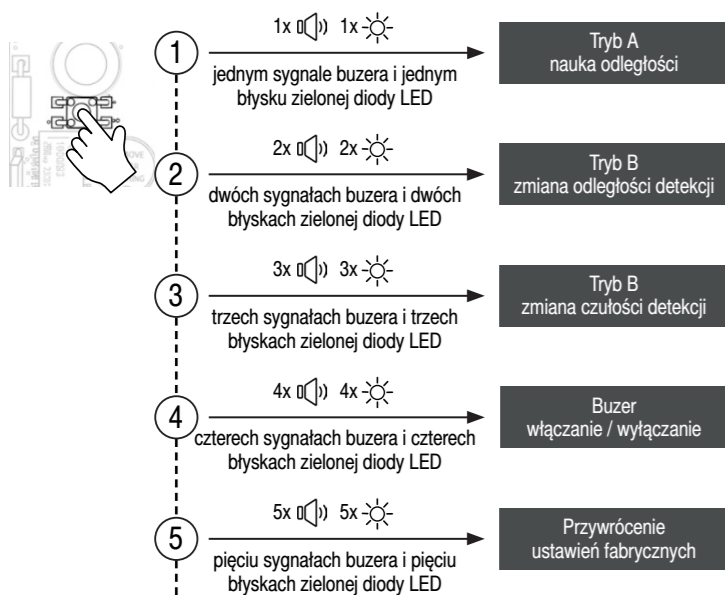 1
1x 1x
jednym sygnale buzera i jednym
błysku zielonej diody LED
Tryb A
nauka odległości
2
2x 2x
dwóch sygnałach buzera i dwóch
błyskach zielonej diody LED
Tryb B
zmiana odległości detekcji
3
3x 3x
trzech sygnałach buzera i trzech
błyskach zielonej diody LED
Tryb B
zmiana czułości detekcji
4
4x 4x
czterech sygnałach buzera i czterech
błyskach zielonej diody LED
Buzer
włączanie / wyłączanie
5
5x 5x
pięciu sygnałach buzera i pięciu
błyskach zielonej diody LED
Przywrócenie
ustawień fabrycznych